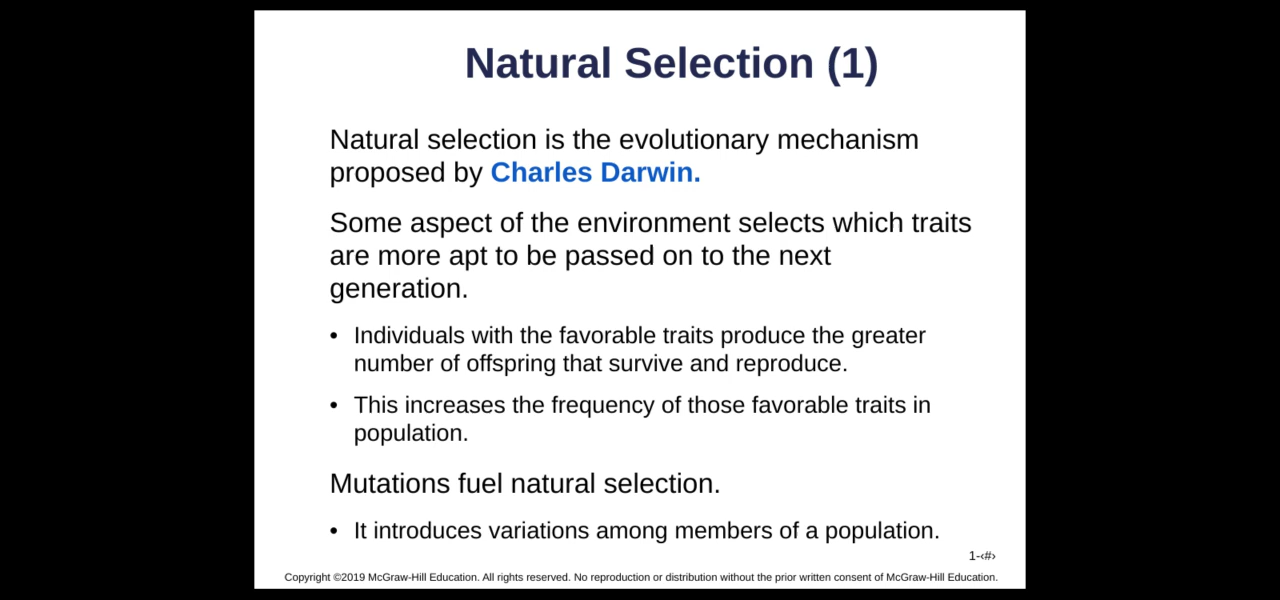 Natural Selection (1)
Natural selection is the evolutionary mechanism
proposed by Charles Darwin.
Some aspect of the environment selects which traits
are more apt to be passed on to the next
generation.
• Individuals with the favorable traits produce the greater
number of offspring that survive and reproduce.
• This increases the frequency of those favorable traits in
population.
Mutations fuel natural selection.
• It introduces variations among members of a population.
1-‹#›
Copyright ©2019 McGraw-Hill Education. All rights reserved. No reproduction or distribution without the prior written consent of McGraw-Hill Education.